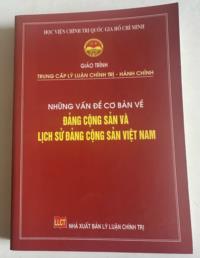 HỌC VIỆN CHÍNH TRỊ QUỐC GIA HỒ CHÍ MINH
GIÁO TRÌNH
TRUNG CẤP LÝ LUẬN CHÍNH TRỊ - HÀNH CHÍNH
NHỮNG VẤN ĐỀ CƠ BẢN VỀ
ĐẢNG CỘNG SẢN VÀ
LỊCH SỬ ĐẢNG CỘNG SẢN VIỆT NAM
LLCT
NHÀ XUẤT BẢN LÝ LUẬN CHÍNH TRỊ